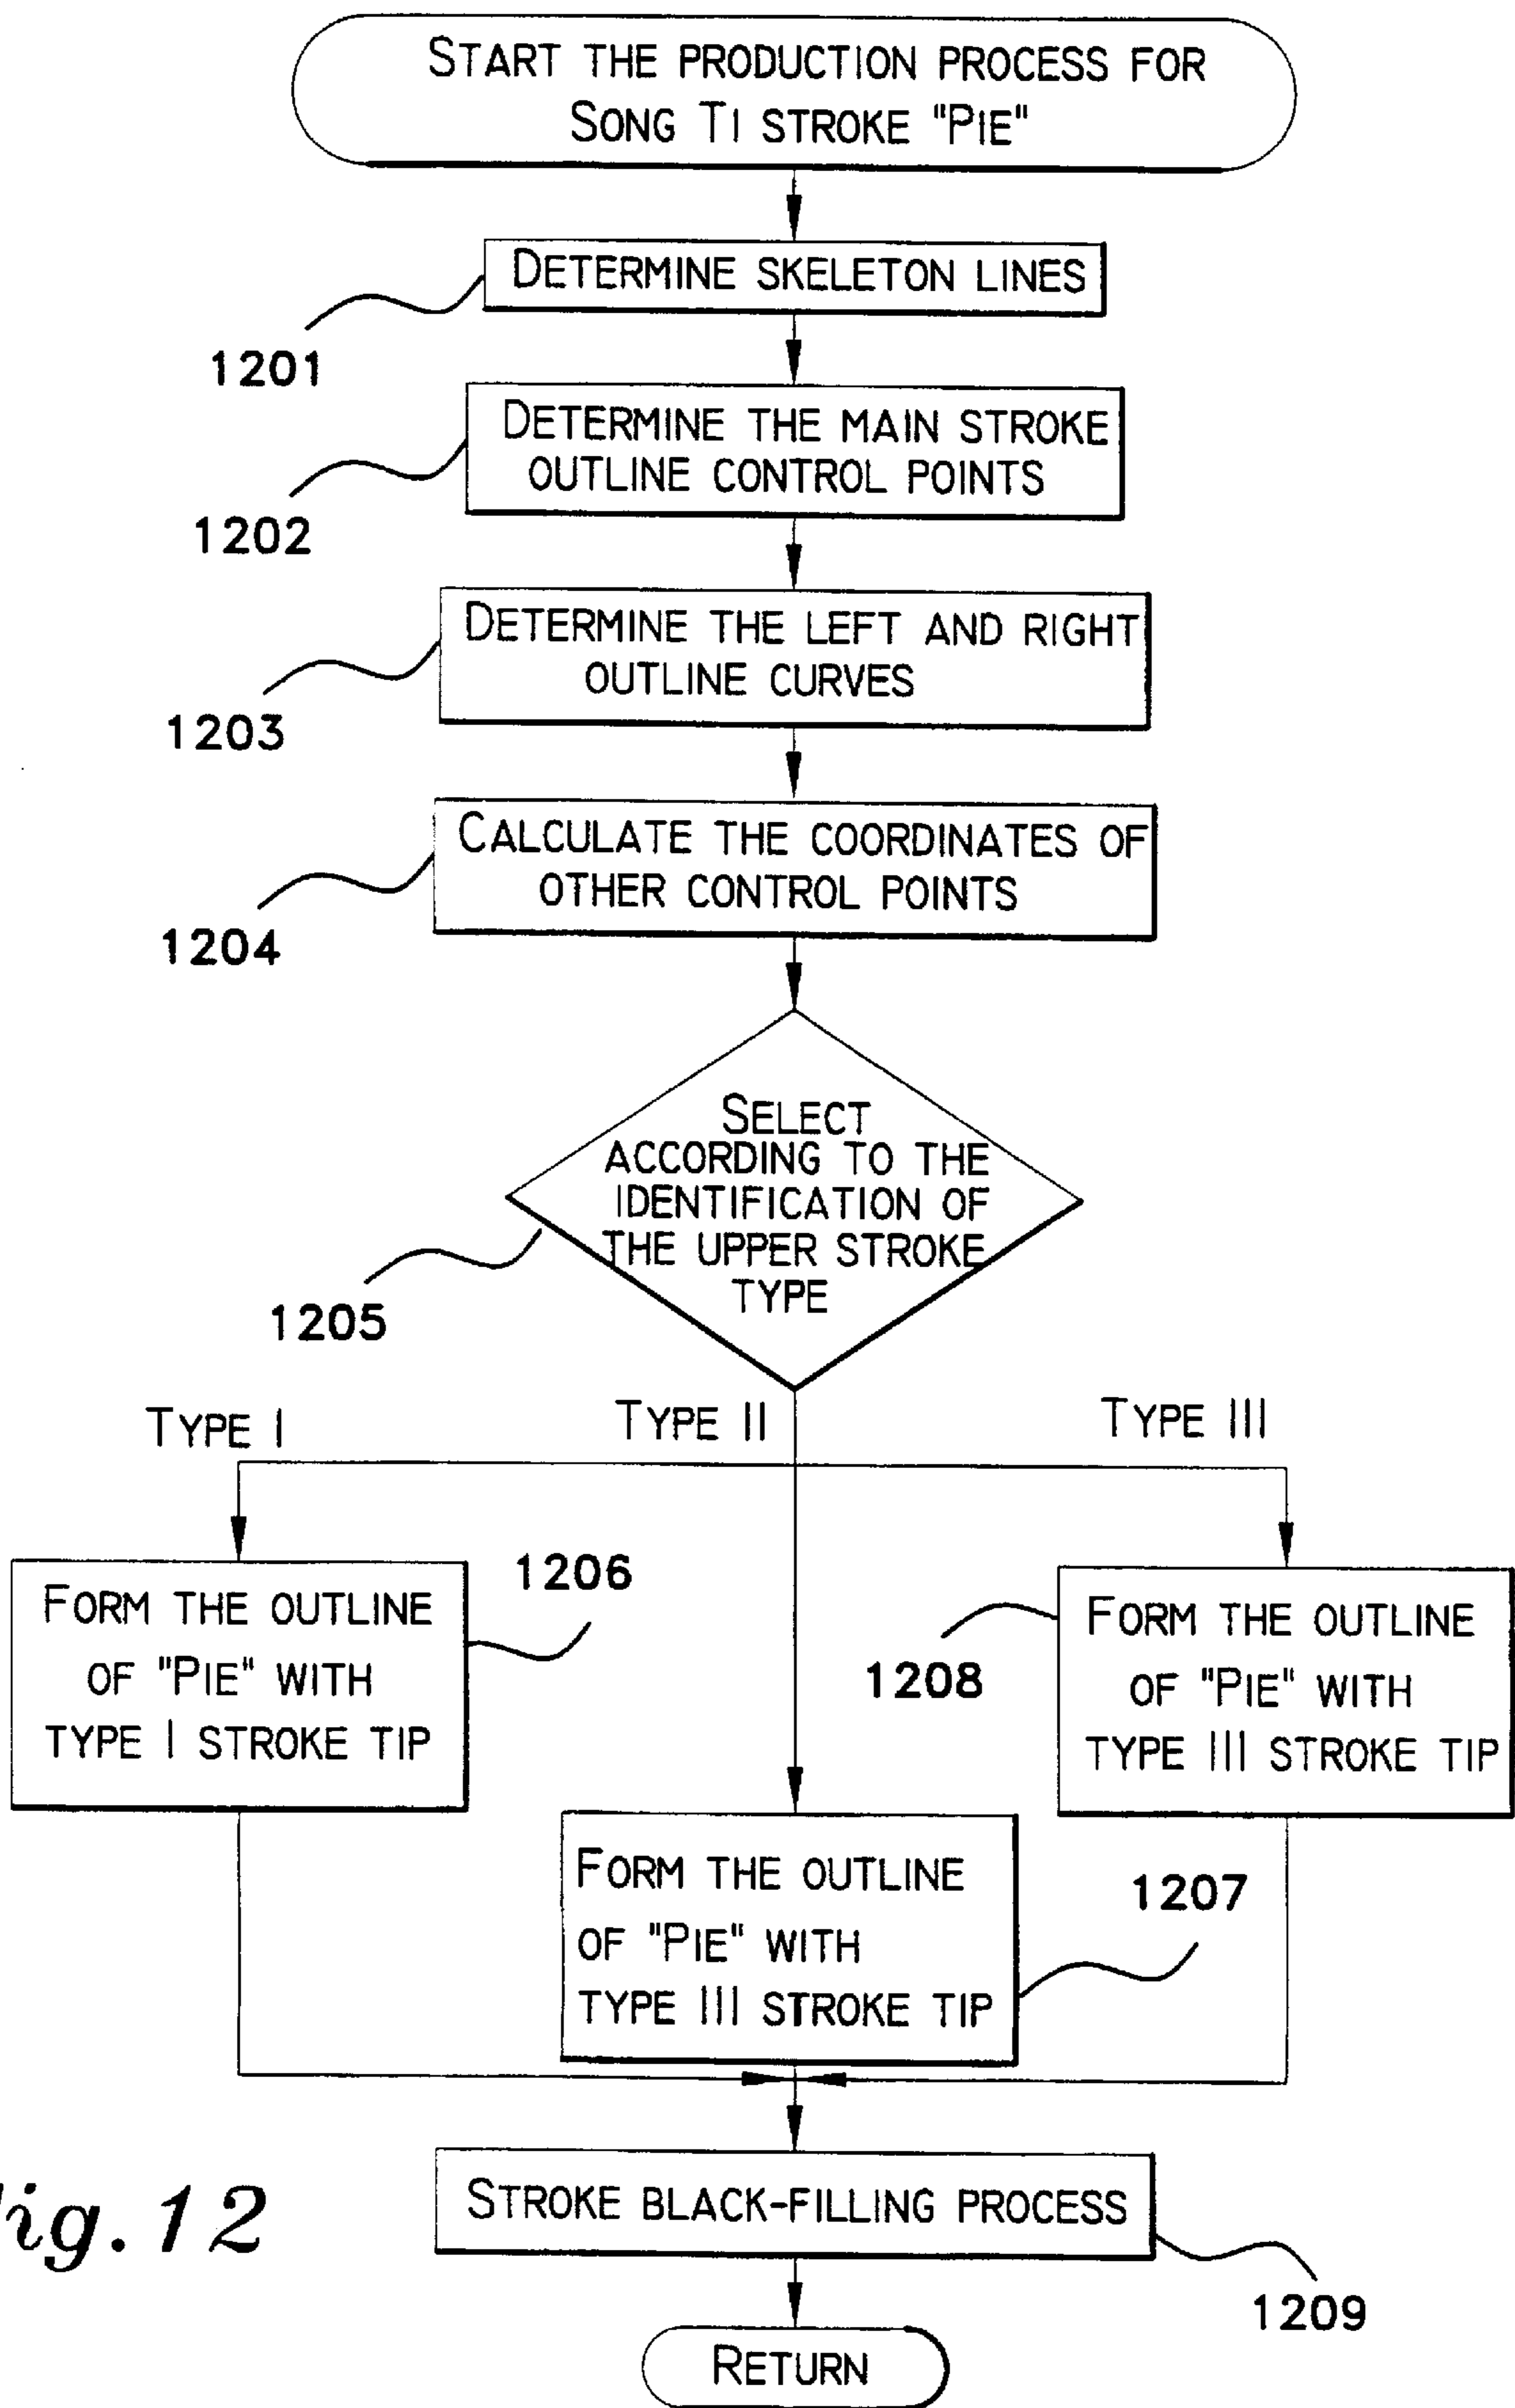 START THE PRODUCTION PROCESS FOR
SONG TI STROKE "PIE"
DETERMINE SKELETON LINES
1201
DETERMINE THE MAIN STROKE
OUTLINE CONTROL POINTS
1202
DETERMINE THE LEFT AND RIGHT
OUTLINE CURVES
1203
CALCULATE THE COORDINATES OF
OTHER CONTROL POINTS
1204
SELECT
ACCORDING TO THE
IDENTIFICATION OF
THE UPPER STROKE
TYPE
1205
TYPE I
TYPE II
TYPE III
FORM THE OUTLINE
OF "PIE" WITH
TYPE I STROKE TIP
1206
FORM THE OUTLINE
OF "PIE" WITH
TYPE III STROKE TIP
1208
FORM THE OUTLINE
OF "PIE" WITH
TYPE III STROKE TIP
1207
STROKE BLACK-FILLING PROCESS
1209
RETURN
ig. 12